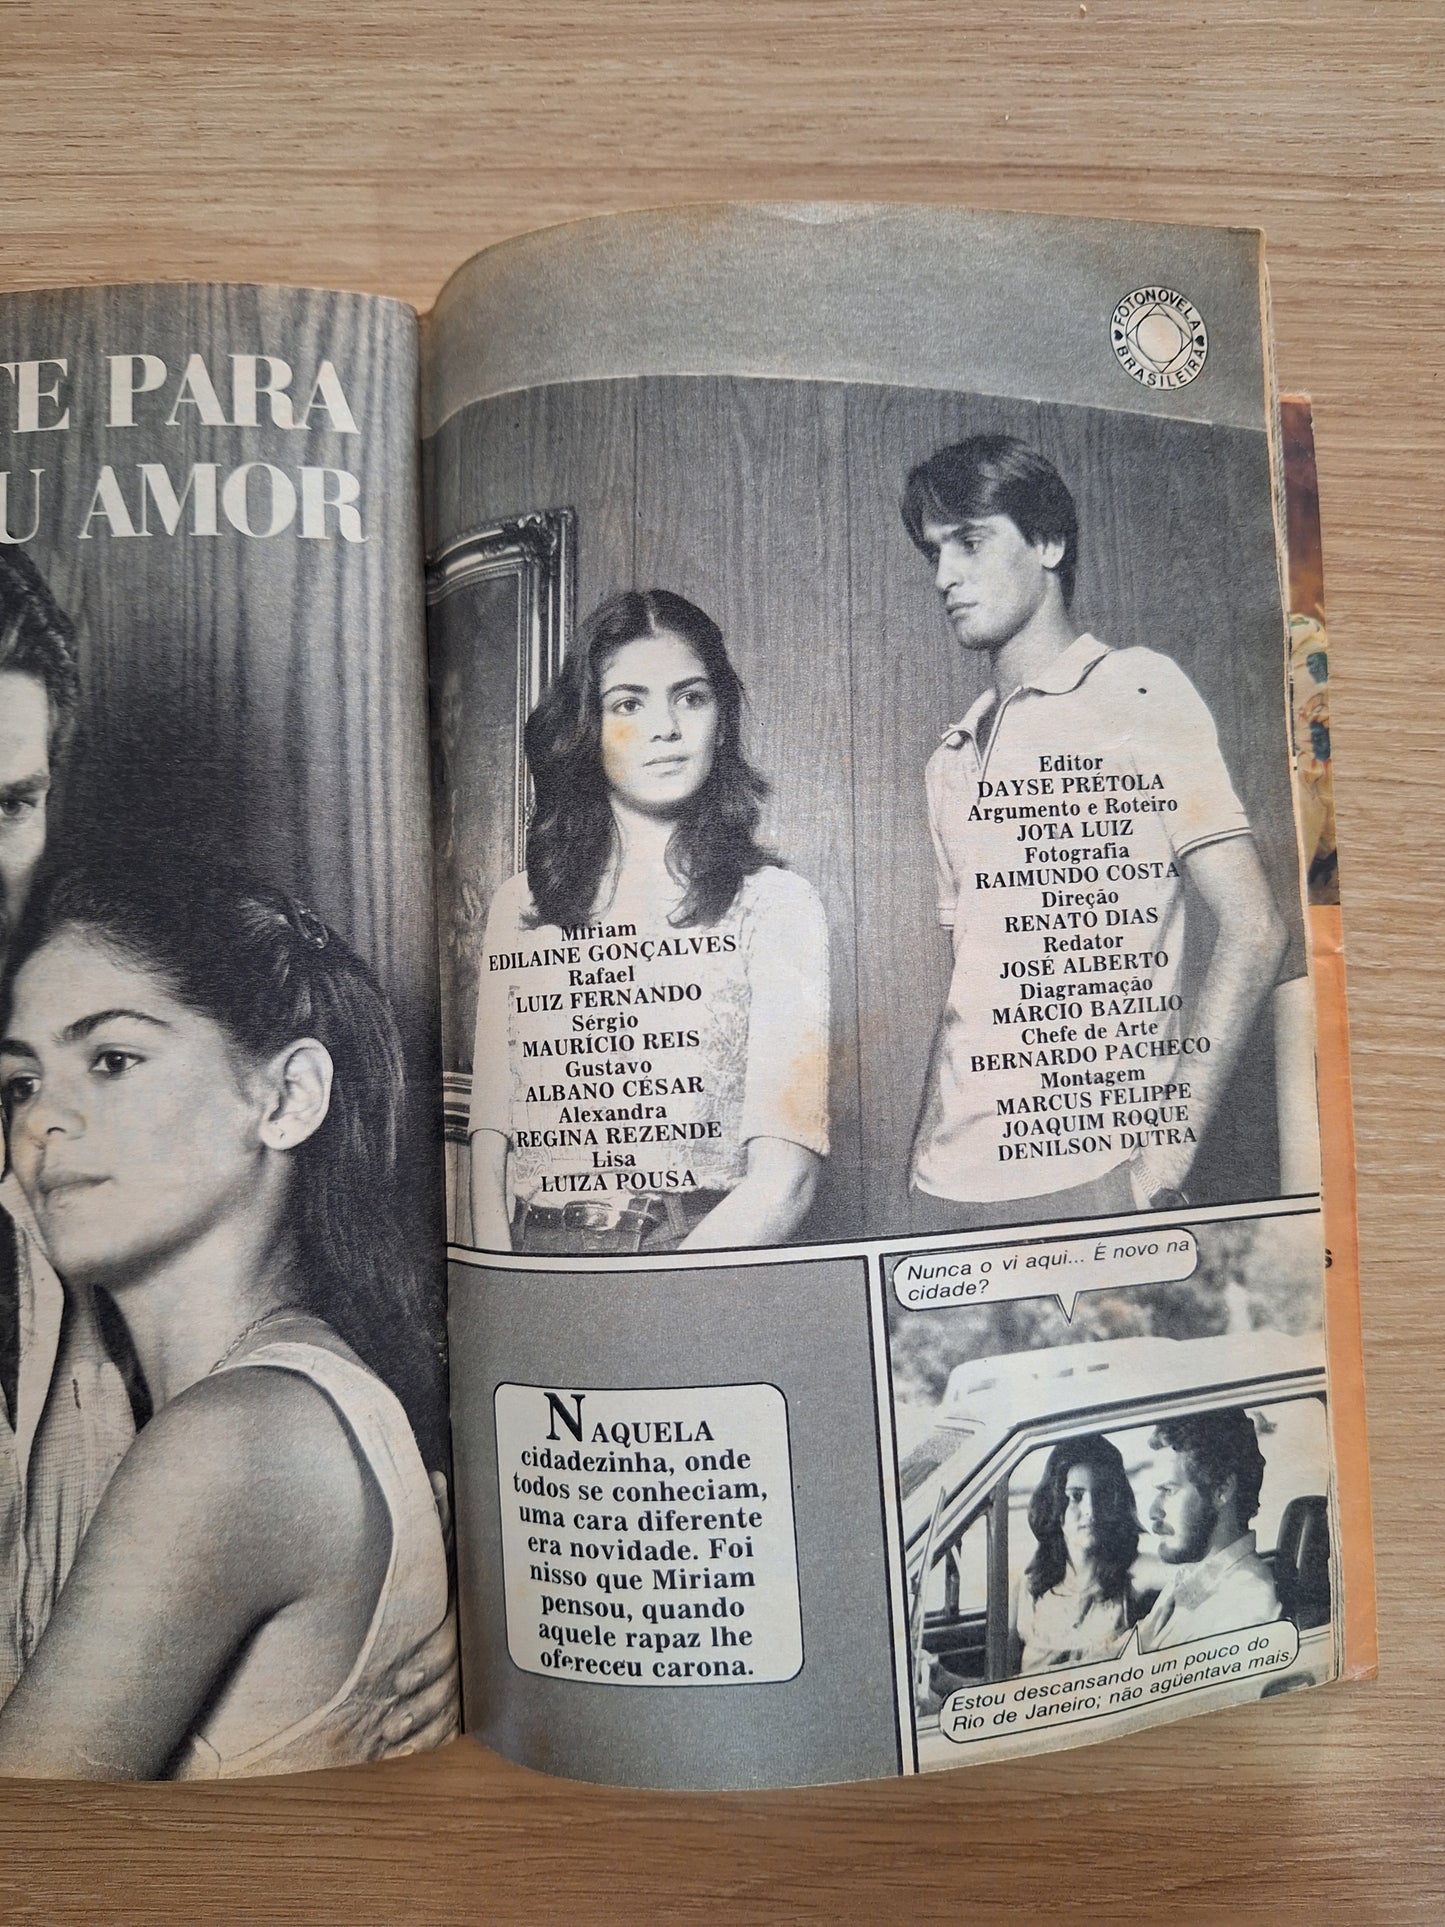 PARA
AMOR
FOTONOVELA
BRASILEIRA
Miriam
EDILAINE GONÇALVES
Rafael
LUIZ FERNANDO
Sérgio
MAURÍCIO REIS
Gustavo
ALBANO CÉSAR
Alexandra
REGINA REZENDE
Lisa
LUIZA POUSA
Editor
DAYSE PRÉTOLA
Argumento e Roteiro
JOTA LUIZ
Fotografia
RAIMUNDO COSTA
Direção
RENATO DIAS
Redator
JOSÉ ALBERTO
Diagramação
MÁRCIO BAZILIO
Chefe de Arte
BERNARDO PACHECO
Montagem
MARCUS FELIPPE
JOAQUIM ROQUE
DENILSON DUTRA
NAQUELA
cidadezinha, onde
todos se conheciam,
uma cara diferente
era novidade. Foi
nisso que Miriam
pensou, quando
aquele rapaz lhe
ofereceu carona.
Nunca o vi aqui... É novo na
cidade?
Estou descansando um pouco do
Rio de Janeiro; não agüentava mais.